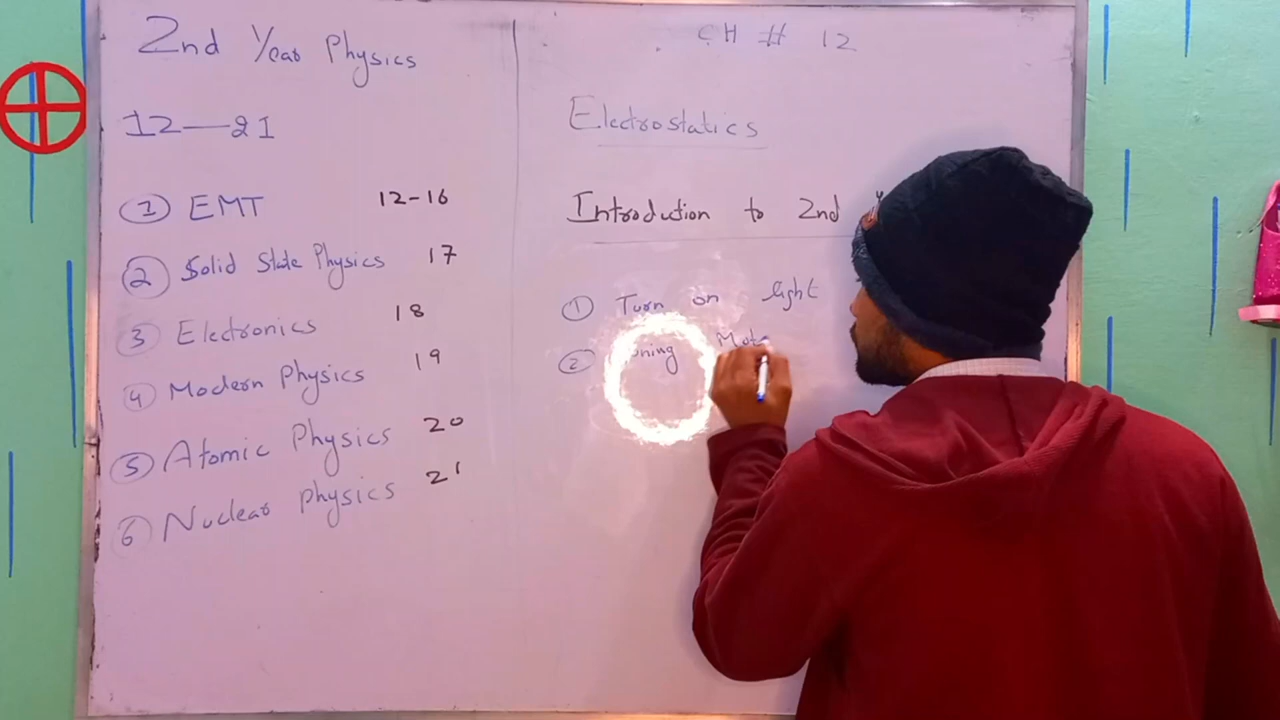 2nd Year Physics
12—21
① EMT 12-16
② Solid State Physics 17
③ Electronics 18
④ Modern Physics 19
⑤ Atomic Physics 20
⑥ Nuclear Physics 21
CH # 12
Electrostatics
Introduction to 2nd
① Turn on light
②